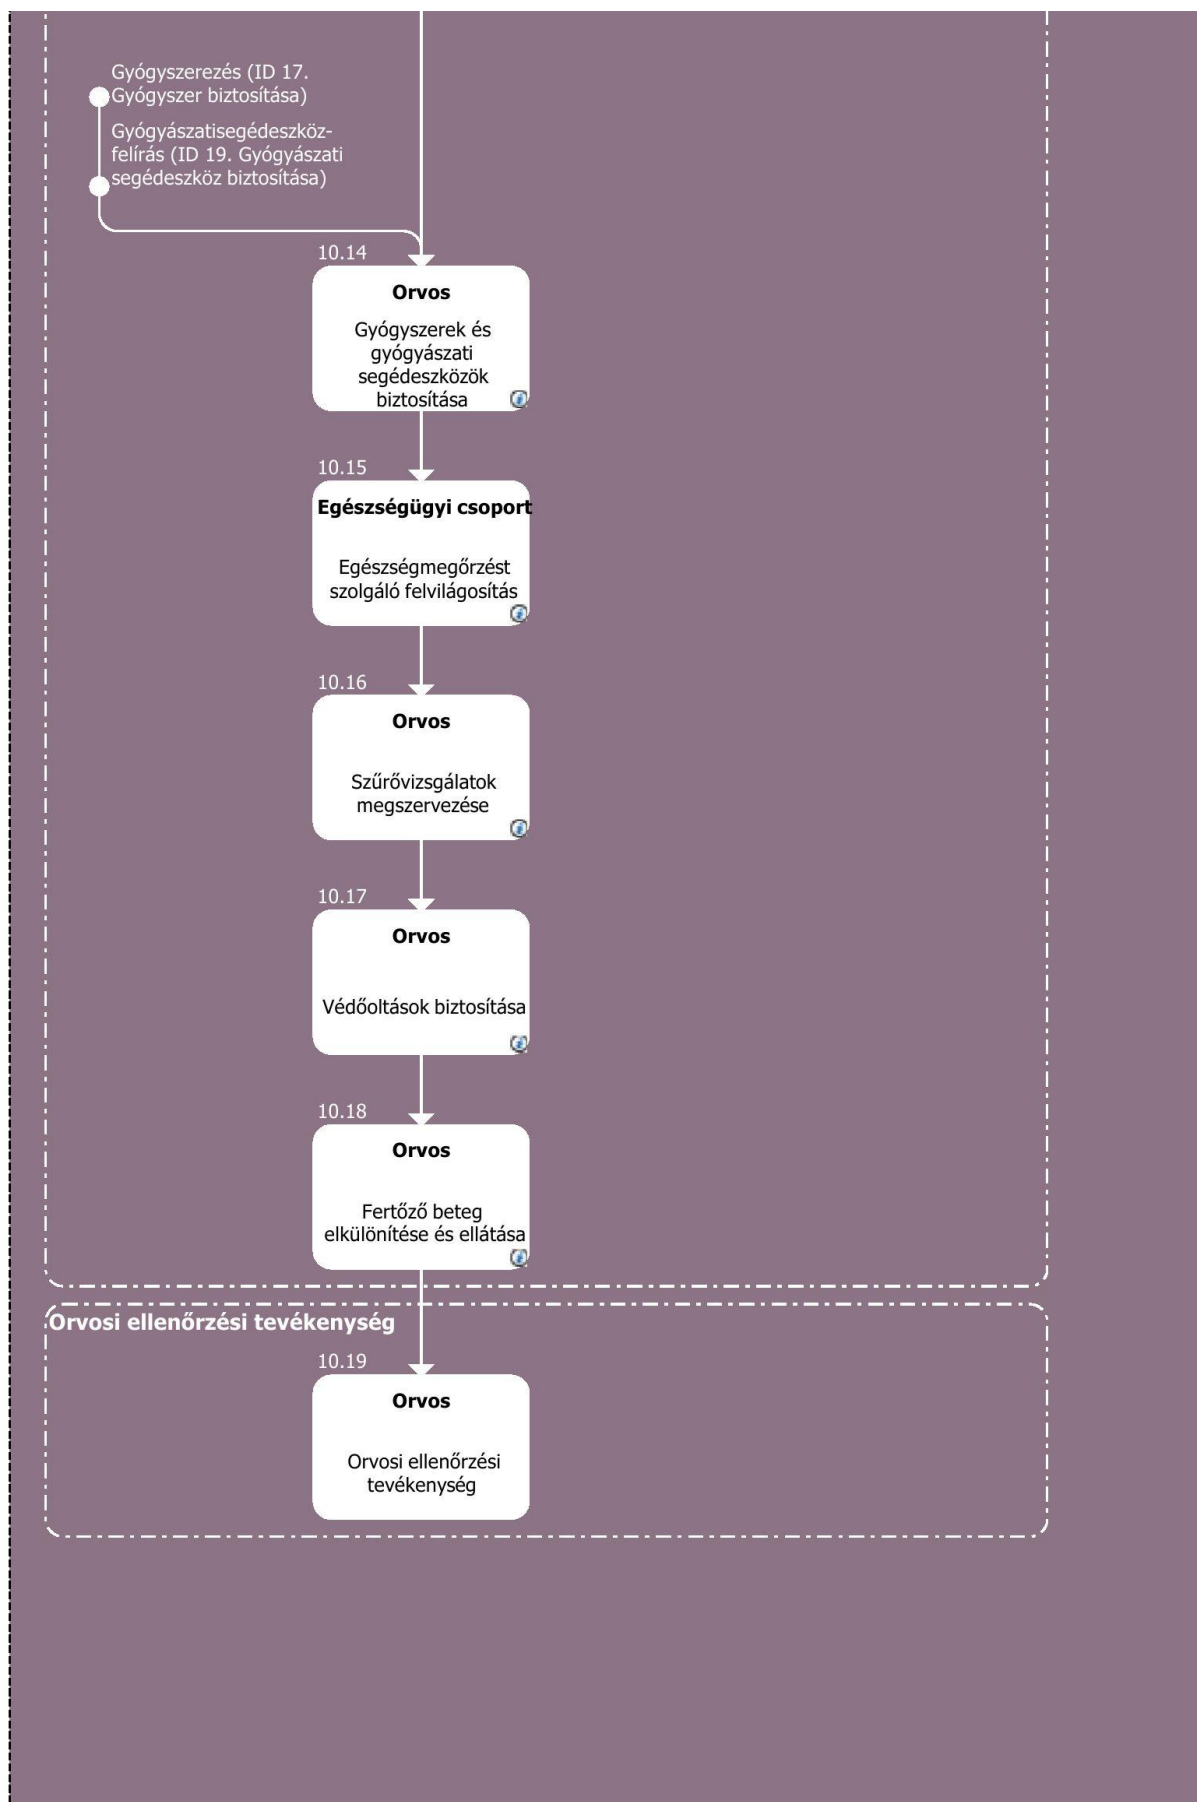 Gyógyszerezés (ID 17.
Gyógyszer biztosítása)
Gyógyászatisegédeszköz-
felírás (ID 19. Gyógyászati
segédeszköz biztosítása)
10.14
Orvos
Gyógyszerek és
gyógyászati
segédeszközök
biztosítása
10.15
Egészségügyi csoport
Egészségmegőrzést
szolgáló felvilágosítás
10.16
Orvos
Szűrővizsgálatok
megszervezése
10.17
Orvos
Védőoltások biztosítása
10.18
Orvos
Fertőző beteg
elkülönítése és ellátása
Orvosi ellenőrzési tevékenység
10.19
Orvos
Orvosi ellenőrzési
tevékenység